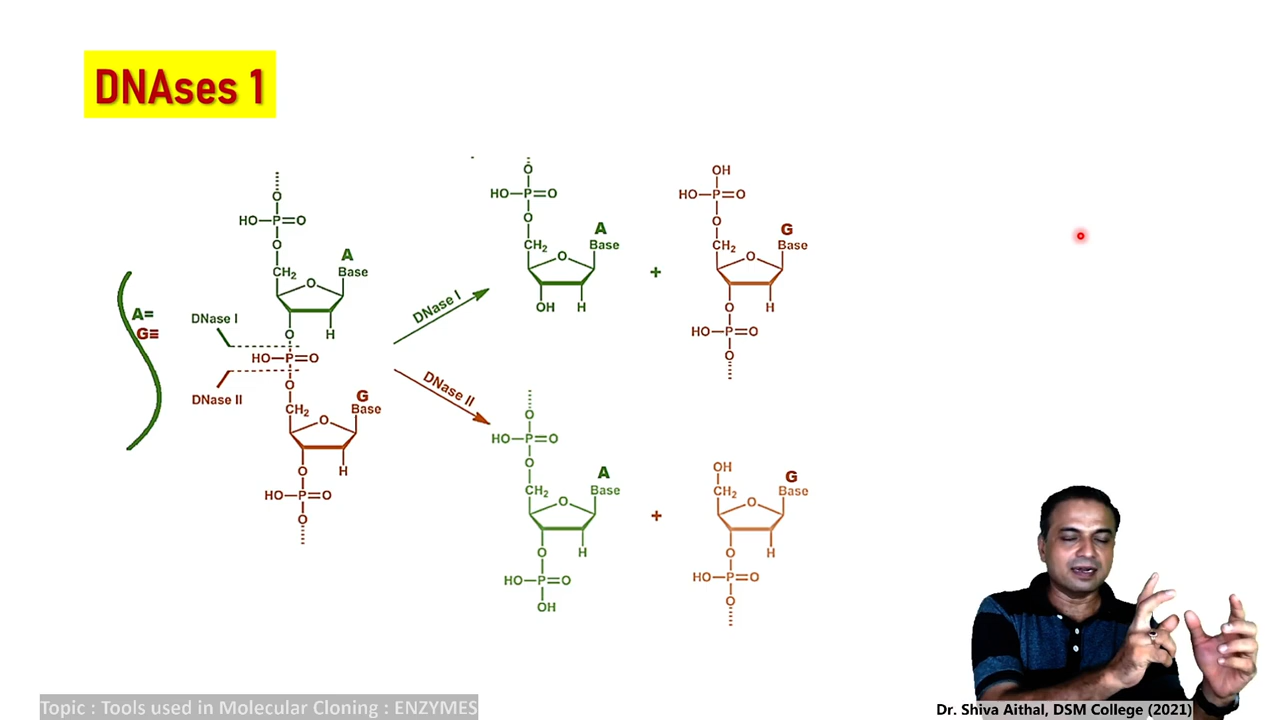 DNAses 1
O
HO—P=O
O
CH2
O
A
Base
O
H
A=
G≡
DNase I
HO—P=O
DNase II
O
CH2
O
G
Base
O
H
HO—P=O
O
DNase I
DNase II
O
HO—P=O
O
CH2
O
A
Base
OH
H
+
OH
HO—P=O
O
CH2
O
G
Base
O
H
HO—P=O
O
O
HO—P=O
O
CH2
O
A
Base
O
H
HO—P=O
OH
+
OH
CH2
O
G
Base
O
H
HO—P=O
O
Topic : Tools used in Molecular Cloning : ENZYMES
Dr. Shiva Aithal, DSM College (2021)